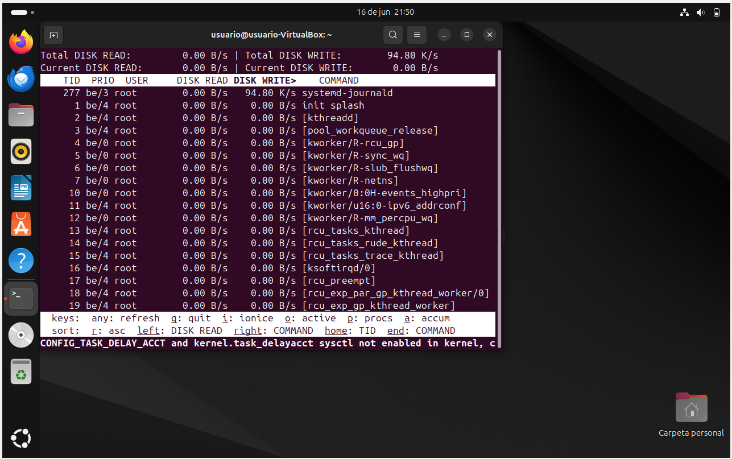 16 de jun 21:50
usuario@usuario-VirtualBox: ~
Total DISK READ: 0.00 B/s | Total DISK WRITE: 94.80 K/s
Current DISK READ: 0.00 B/s | Current DISK WRITE: 0.00 B/s
TID PRIO USER DISK READ DISK WRITE> COMMAND
277 be/3 root 0.00 B/s 94.80 K/s systemd-journald
1 be/4 root 0.00 B/s 0.00 B/s init splash
2 be/4 root 0.00 B/s 0.00 B/s [kthreadd]
3 be/4 root 0.00 B/s 0.00 B/s [pool_workqueue_release]
4 be/0 root 0.00 B/s 0.00 B/s [kworker/R-rcu_gp]
5 be/0 root 0.00 B/s 0.00 B/s [kworker/R-sync_wq]
6 be/0 root 0.00 B/s 0.00 B/s [kworker/R-slub_flushwq]
7 be/0 root 0.00 B/s 0.00 B/s [kworker/R-netns]
10 be/0 root 0.00 B/s 0.00 B/s [kworker/0:0H-events_highpri]
11 be/4 root 0.00 B/s 0.00 B/s [kworker/u16:0-ipv6_addrconf]
12 be/0 root 0.00 B/s 0.00 B/s [kworker/R-mm_percpu_wq]
13 be/4 root 0.00 B/s 0.00 B/s [rcu_tasks_kthread]
14 be/4 root 0.00 B/s 0.00 B/s [rcu_tasks_rude_kthread]
15 be/4 root 0.00 B/s 0.00 B/s [rcu_tasks_trace_kthread]
16 be/4 root 0.00 B/s 0.00 B/s [ksoftirqd/0]
17 be/4 root 0.00 B/s 0.00 B/s [rcu_preempt]
18 be/4 root 0.00 B/s 0.00 B/s [rcu_exp_par_gp_kthread_worker/0]
19 be/4 root 0.00 B/s 0.00 B/s [rcu_exp_gp_kthread_worker]
keys: any: refresh q: quit i: ionice o: active p: procs a: accum
sort: r: asc left: DISK READ right: COMMAND home: TID end: COMMAND
CONFIG_TASK_DELAY_ACCT and kernel.task_delayacct sysctl not enabled in kernel, c
Carpeta personal